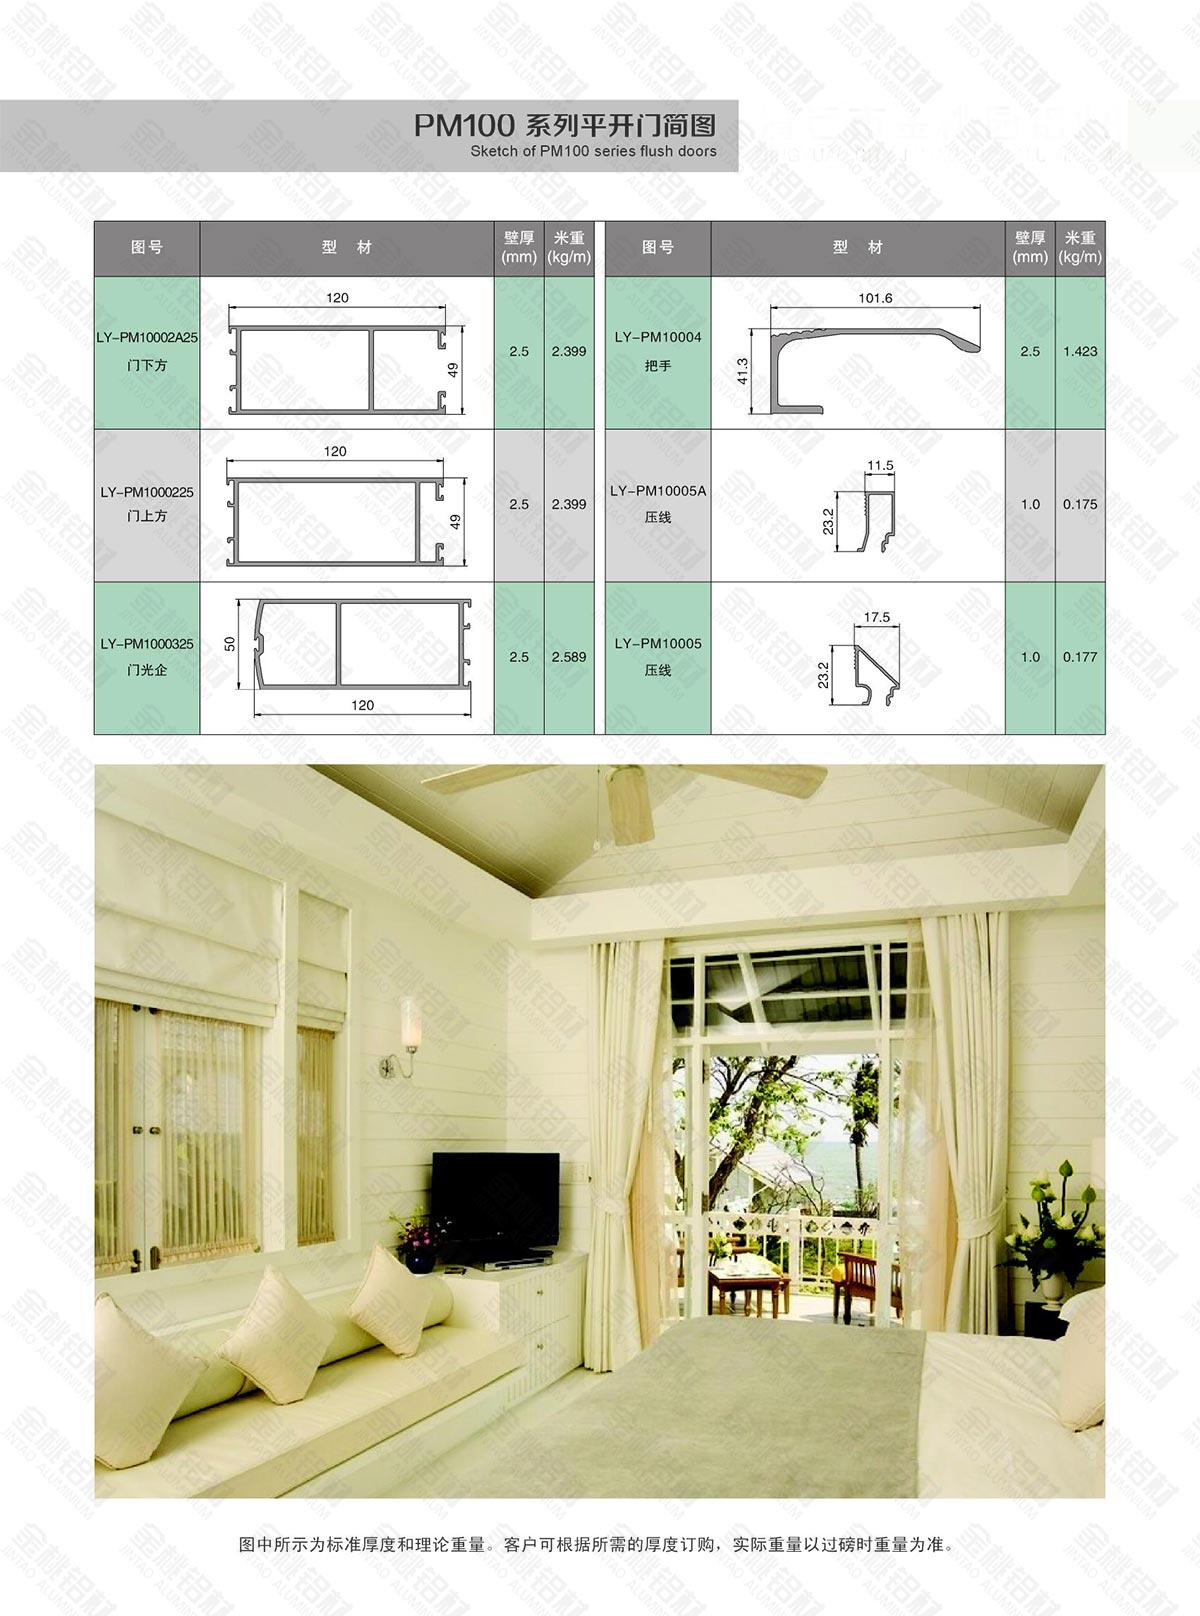 PM100 系列平开门简图
Sketch of PM100 series flush doors
图号 型 材 壁厚 (mm) 米重 (kg/m)
图号 型 材 壁厚 (mm) 米重 (kg/m)
LY-PM10002A25
门下方
120
49
2.5
2.399
LY-PM1000225
门上方
120
49
2.5
2.399
LY-PM1000325
门光企
50
120
2.5
2.589
LY-PM10004
把手
101.6
41.3
2.5
1.423
LY-PM10005A
压线
11.5
23.2
1.0
0.175
LY-PM10005
压线
17.5
23.2
1.0
0.177
图中所示为标准厚度和理论重量。客户可根据所需的厚度订购，实际重量以过磅时重量为准。
金桃铝材
JINTAO ALUMINIUM